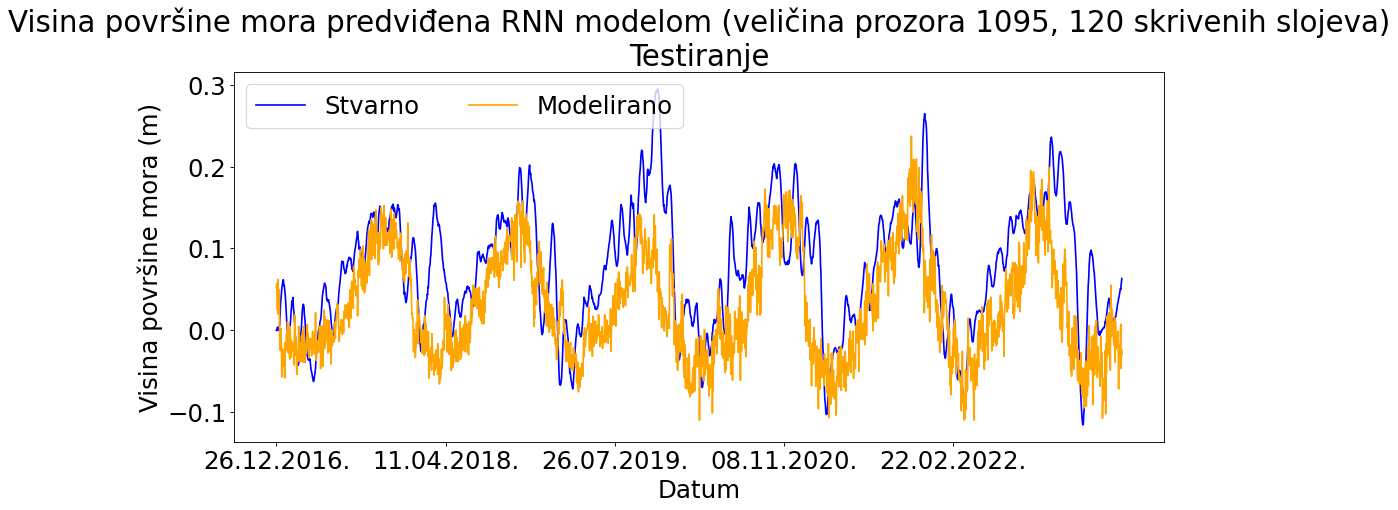 Visina površine mora predviđena RNN modelom (veličina prozora 1095, 120 skrivenih slojeva)
Testiranje
Stvarno Modelirano
Visina površine mora (m)
0.3
0.2
0.1
0.0
−0.1
26.12.2016. 11.04.2018. 26.07.2019. 08.11.2020. 22.02.2022.
Datum